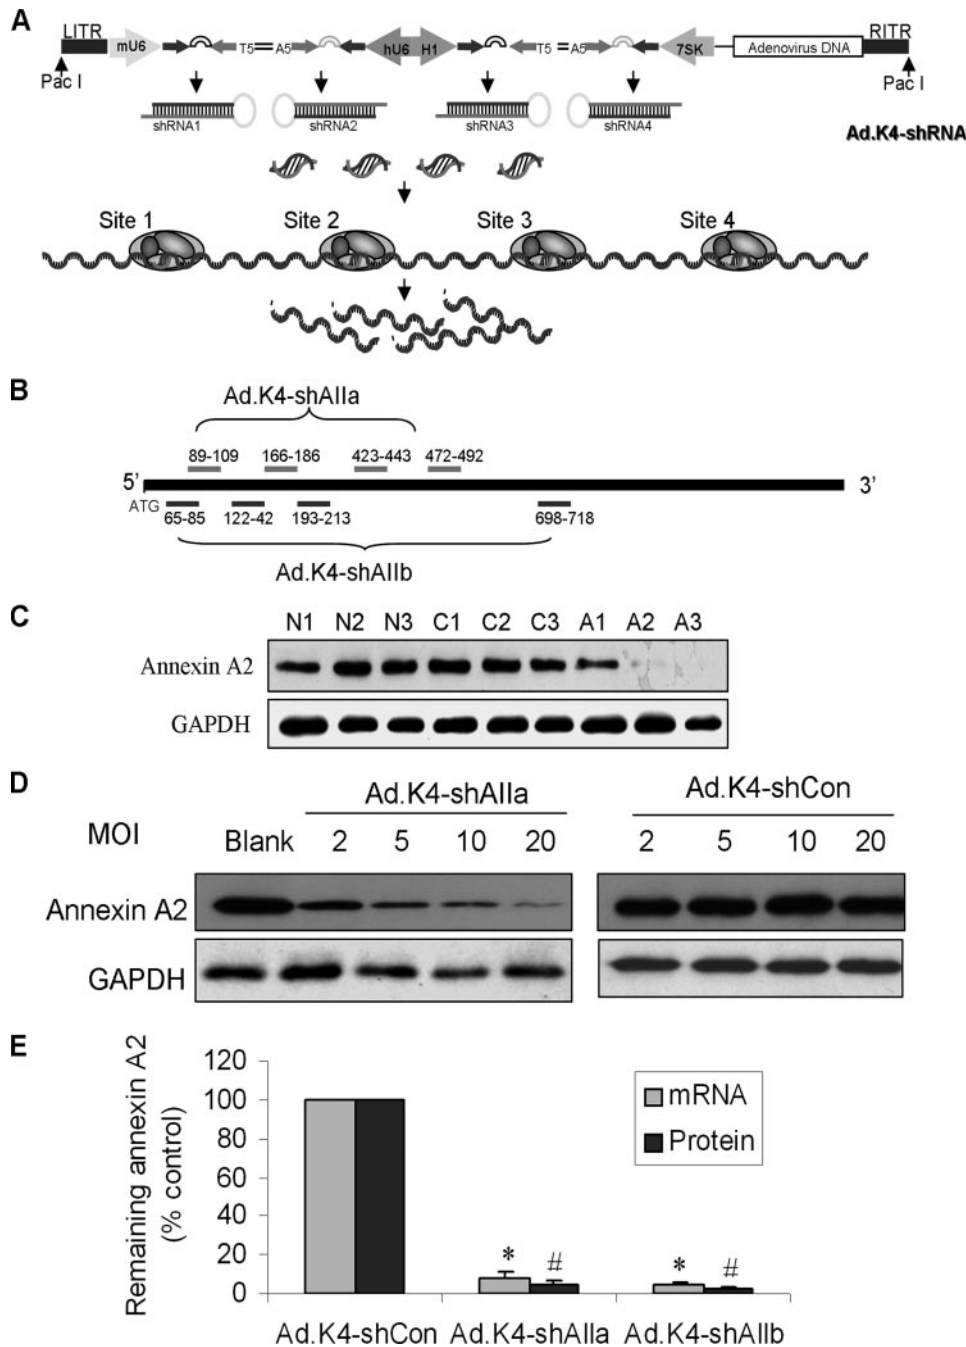 A
LITR
mU6
T5
A5
hU6
H1
T5
A5
7SK
Adenovirus DNA
RITR
Pac I
Pac I
shRNA1
shRNA2
shRNA3
shRNA4
Ad.K4-shRNA
Site 1
Site 2
Site 3
Site 4
B
Ad.K4-shAIIa
89-109 166-186 423-443 472-492
5’
3’
ATG
65-85 122-42 193-213 698-718
Ad.K4-shAIIb
C
N1 N2 N3 C1 C2 C3 A1 A2 A3
Annexin A2
GAPDH
D
Ad.K4-shAIIa
Ad.K4-shCon
MOI
Blank 2 5 10 20
2 5 10 20
Annexin A2
GAPDH
E
Remaining annexin A2
(% control)
120
100
80
60
40
20
0
mRNA
Protein
* #
* #
Ad.K4-shCon Ad.K4-shAIIa Ad.K4-shAIIb